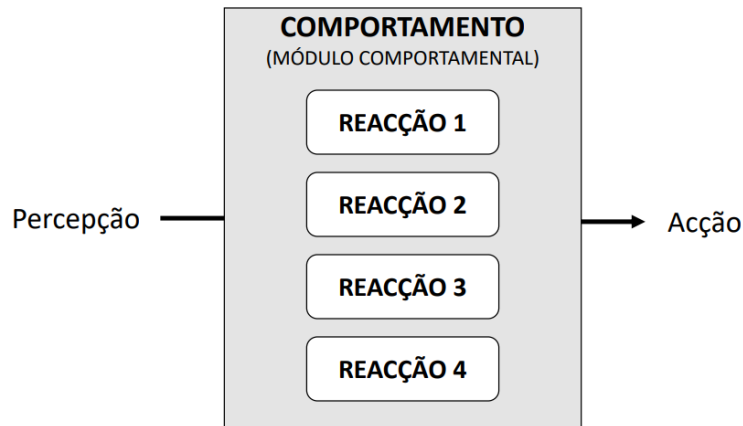 COMPORTAMENTO
(MÓDULO COMPORTAMENTAL)
REACÇÃO 1
REACÇÃO 2
Percepção
Acção
REACÇÃO 3
REACÇÃO 4